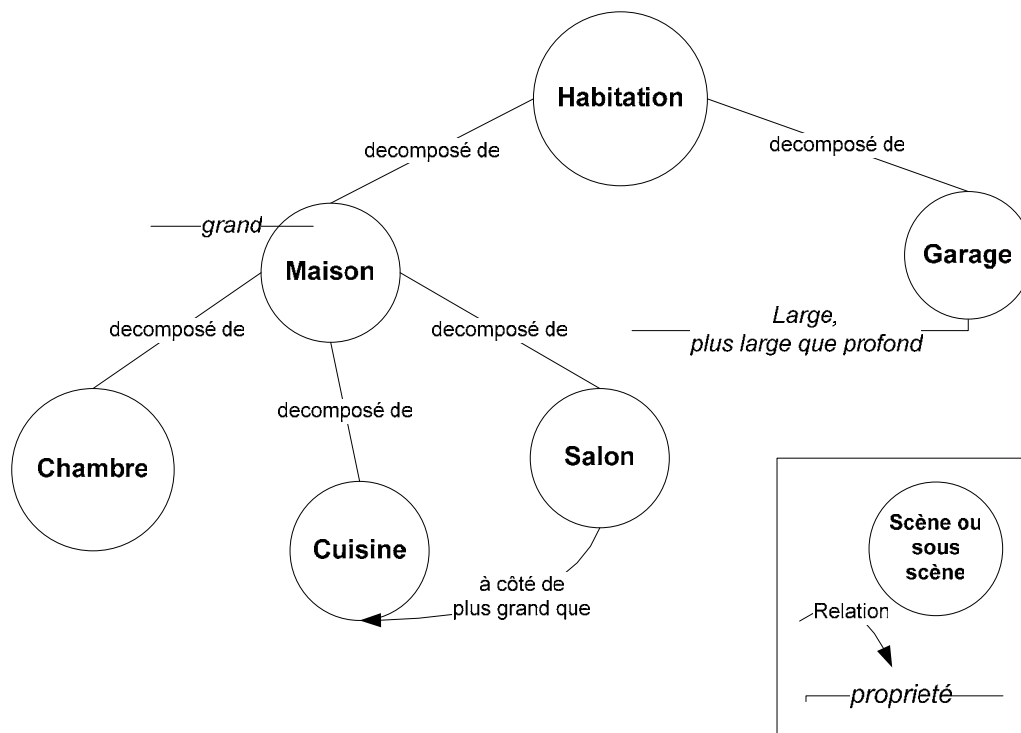 Habitation
decomposé de
decomposé de
grand
Maison
Garage
decomposé de
decomposé de
Large,
plus large que profond
decomposé de
Chambre
Salon
Cuisine
à côté de
plus grand que
Scène ou
sous
scène
Relation
proprieté